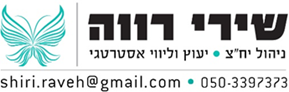 שירי רווה
ניהול יח"צ • יעוץ וליווי אסטרטגי
shiri.raveh@gmail.com • 050-3397373